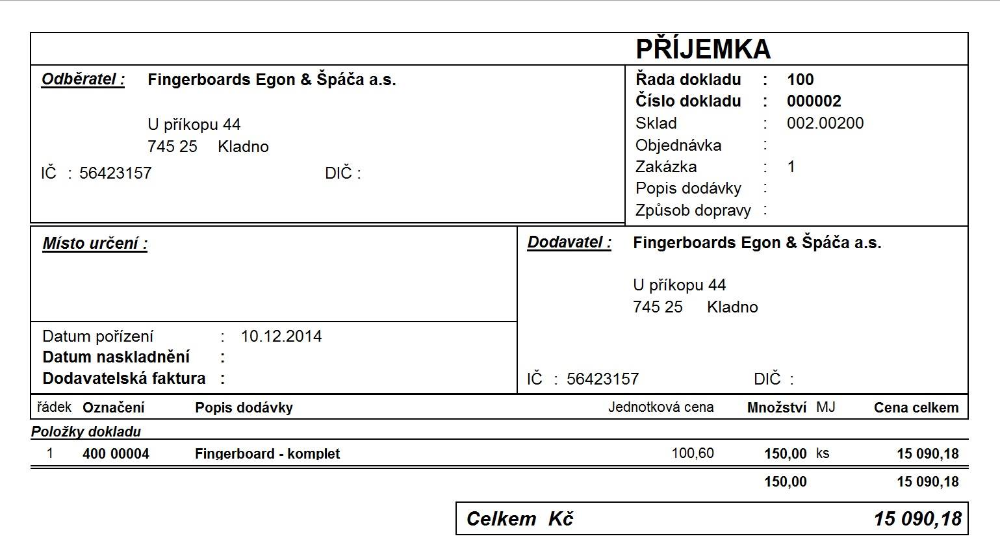 PŘÍJEMKA
Odběratel : Fingerboards Egon & Špáča a.s.
U příkopu 44
745 25 Kladno
IČ : 56423157 DIČ :
Řada dokladu : 100
Číslo dokladu : 000002
Sklad : 002.00200
Objednávka :
Zakázka : 1
Popis dodávky :
Způsob dopravy :
Místo určení :
Datum pořízení : 10.12.2014
Datum naskladnění :
Dodavatelská faktura :
Dodavatel : Fingerboards Egon & Špáča a.s.
U příkopu 44
745 25 Kladno
IČ : 56423157 DIČ :
řádek Označení Popis dodávky Jednotková cena Množství MJ Cena celkem
Položky dokladu
1 400 00004 Fingerboard - komplet 100,60 150,00 ks 15 090,18
150,00 15 090,18
Celkem Kč 15 090,18